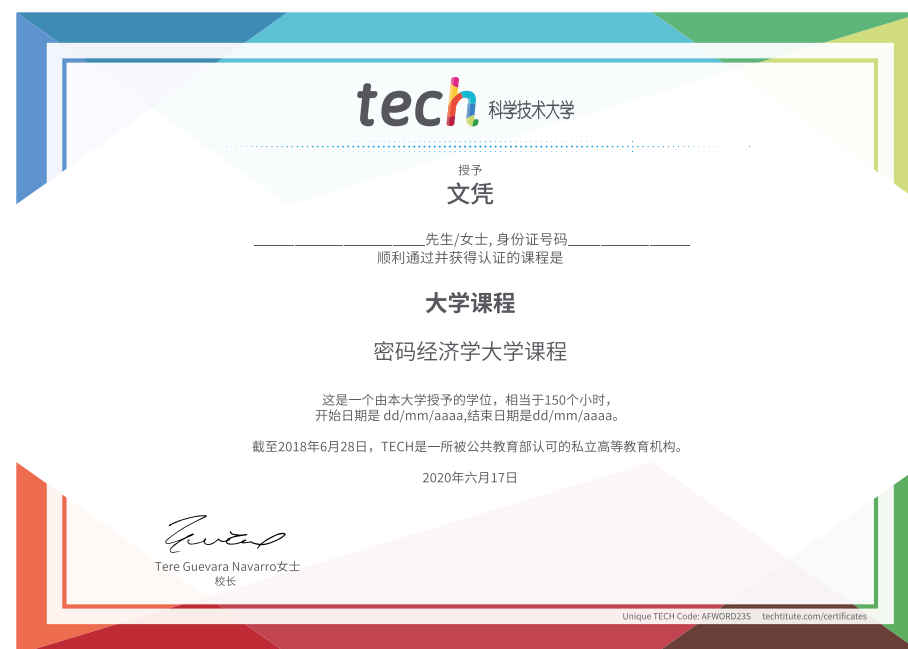 tech 科学技术大学
授予
文凭
______________________先生/女士, 身份证号码_______________
顺利通过并获得认证的课程是
大学课程
密码经济学大学课程
这是一个由本大学授予的学位，相当于150个小时，
开始日期是 dd/mm/aaaa,结束日期是dd/mm/aaaa。
截至2018年6月28日，TECH是一所被公共教育部认可的私立高等教育机构。
2020年六月17日
Tere Guevara Navarro女士
校长
Unique TECH Code: AFWORD23S techtitute.com/certificates